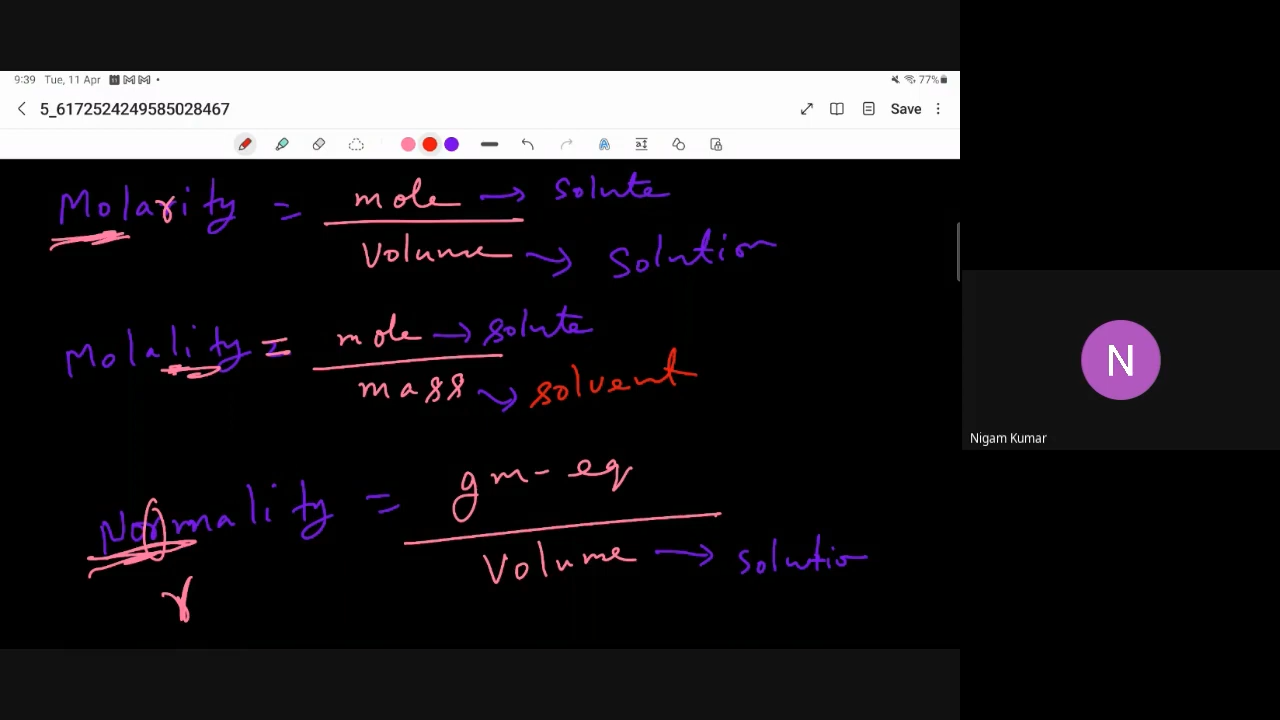 9:39 Tue, 11 Apr
77%
5_6172524249585028467
Save
Molarity = mole → solute
Volume → Solution
Molality = mole → solute
mass → solvent
Normality = gm-eq
Volume → solution
r
N
Nigam Kumar